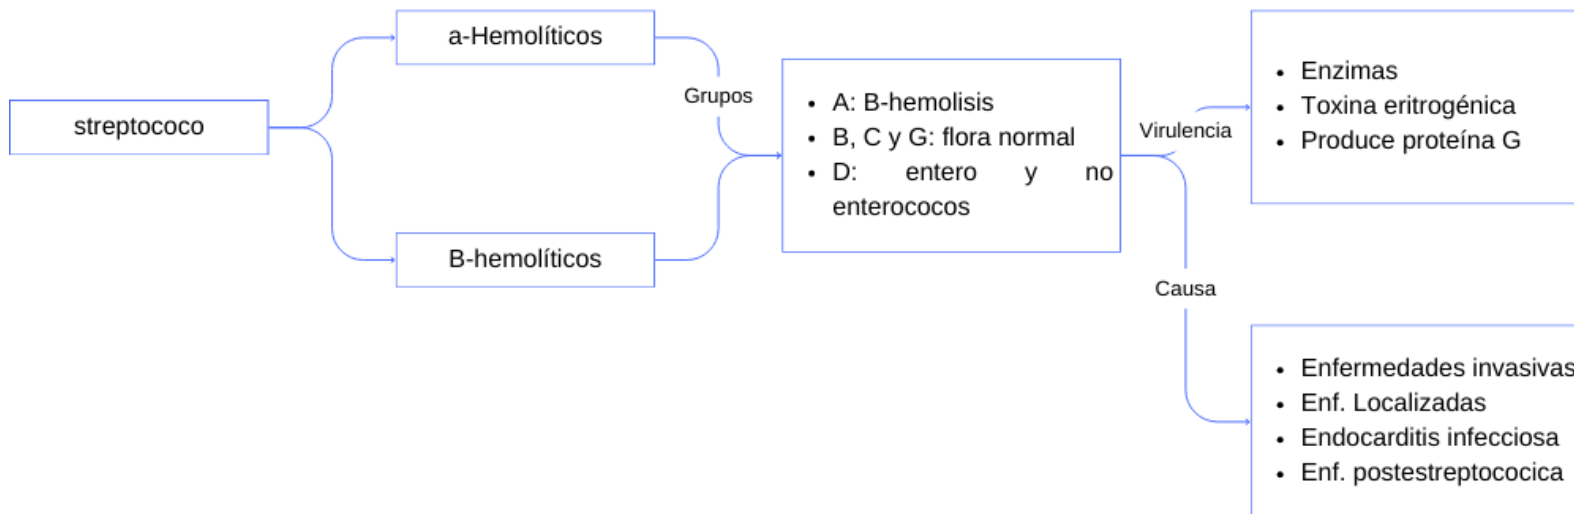 streptococo
a-Hemolíticos
B-hemolíticos
Grupos
• A: B-hemolisis
• B, C y G: flora normal
• D: entero y no
enterococos
Virulencia
• Enzimas
• Toxina eritrogénica
• Produce proteína G
Causa
• Enfermedades invasivas
• Enf. Localizadas
• Endocarditis infecciosa
• Enf. postestreptococica